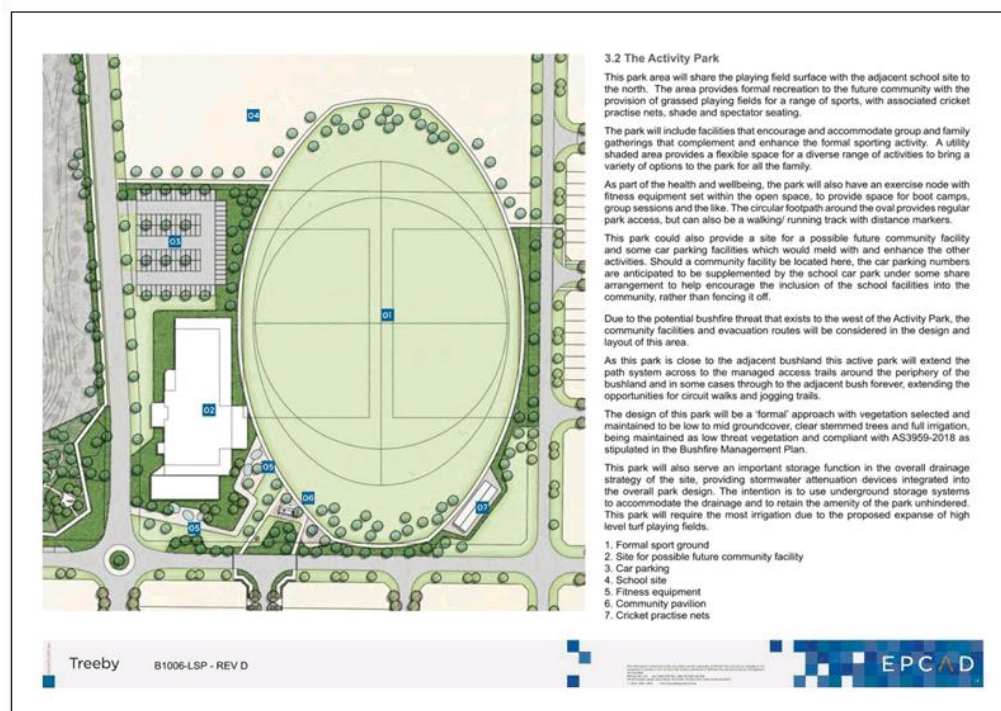 3.2 The Activity Park
This park area will share the playing field surface with the adjacent school site to
the north. The area provides formal recreation to the future community with the
provision of grassed playing fields for a range of sports, with associated cricket
practise nets, shade and spectator seating.
The park will include facilities that encourage and accommodate group and family
gatherings that complement and enhance the formal sporting activity. A utility
shaded area provides a flexible space for a diverse range of activities to bring a
variety of options to the park for all the family.
As part of the health and wellbeing, the park will also have an exercise node with
fitness equipment set within the open space, to provide space for boot camps,
group sessions and the like. The circular footpath around the oval provides regular
park access, but can also be a walking/ running track with distance markers.
This park could also provide a site for a possible future community facility
and some car parking facilities which would meld with and enhance the other
activities. Should a community facility be located here, the car parking numbers
are anticipated to be supplemented by the school car park under some share
arrangement to help encourage the inclusion of the school facilities into the
community, rather than fencing it off.
Due to the potential bushfire threat that exists to the west of the Activity Park, the
community facilities and evacuation routes will be considered in the design and
layout of this area.
As this park is close to the adjacent bushland this active park will extend the
path system across to the managed access trails around the periphery of the
bushland and in some cases through to the adjacent bush forever, extending the
opportunities for circuit walks and jogging trails.
The design of this park will be a 'formal' approach with vegetation selected and
maintained to be low to mid groundcover, clear stemmed trees and full irrigation,
being maintained as low threat vegetation and compliant with AS3959-2018 as
stipulated in the Bushfire Management Plan.
This park will also serve an important storage function in the overall drainage
strategy of the site, providing stormwater attenuation devices integrated into
the overall park design. The intention is to use underground storage systems
to accommodate the drainage and to retain the amenity of the park unhindered.
This park will require the most irrigation due to the proposed expanse of high
level turf playing fields.
1. Formal sport ground
2. Site for possible future community facility
3. Car parking
4. School site
5. Fitness equipment
6. Community pavilion
7. Cricket practise nets
04
03
01
02
05
06
07
05
Treeby
B1006-LSP - REV D
EPCAD